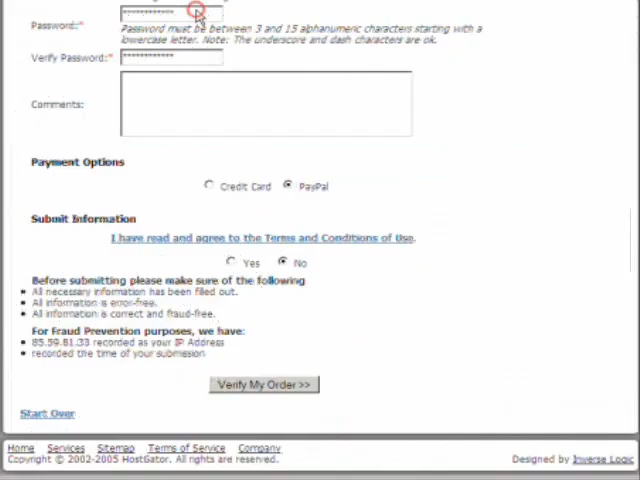 Password:*
Password must be between 3 and 15 alphanumeric characters starting with a
lowercase letter. Note: The underscore and dash characters are ok.
Verify Password:*
Comments:
Payment Options
Credit Card PayPal
Submit Information
I have read and agree to the Terms and Conditions of Use.
Yes No
Before submitting please make sure of the following
All necessary information has been filled out.
All information is error-free.
All information is correct and fraud-free.
For Fraud Prevention purposes, we have:
85.59.81.33 recorded as your IP Address
recorded the time of your submission
Verify My Order >>
Start Over
Home Services Sitemap Terms of Service Company
Copyright © 2002-2005 HostGator. All rights are reserved.
Designed by Inverse Logic